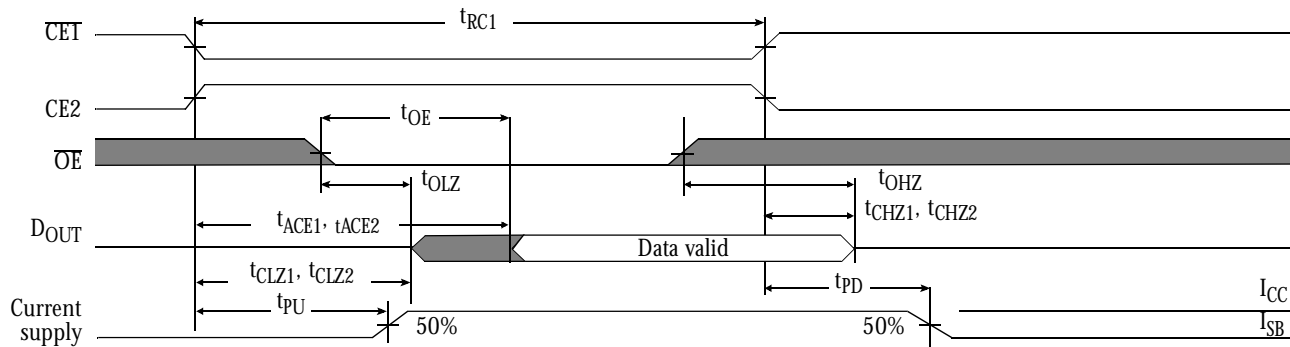 CE1
tRC1
CE2
tOE
OE
tOLZ
tOHZ
DOUT
tACE1, tACE2
tCHZ1, tCHZ2
Data valid
tCLZ1, tCLZ2
tPD
Current
supply
tPU
50%
50%
ICC
ISB